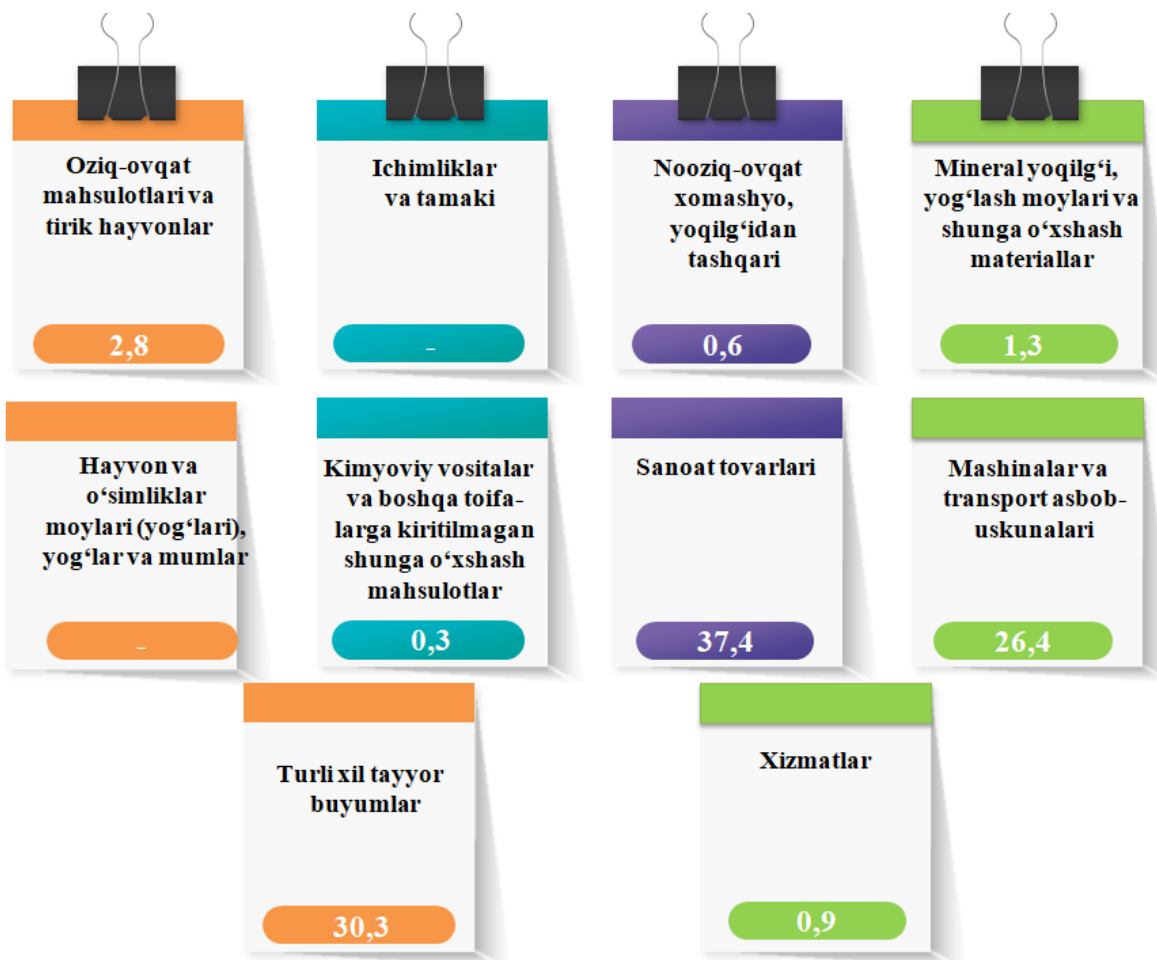 Oziq-ovqat
mahsulotlari va
tirik hayvonlar
2,8
Ichimliklar
va tamaki
–
Nooziq-ovqat
xomashyo,
yoqilg‘idan
tashqari
0,6
Mineral yoqilg‘i,
yog‘lash moylari va
shunga o‘xshash
materiallar
1,3
Hayvon va
o‘simliklar
moylari (yog‘lari),
yog‘lar va mumlar
–
Kimyoviy vositalar
va boshqa toifa-
larga kiritilmagan
shunga o‘xshash
mahsulotlar
0,3
Sanoat tovarlari
37,4
Mashinalar va
transport asbob-
uskunalari
26,4
Turli xil tayyor
buyumlar
30,3
Xizmatlar
0,9